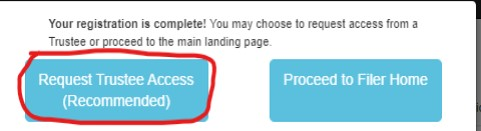 Your registration is complete! You may choose to request access from a
Trustee or proceed to the main landing page.
Request Trustee Access
(Recommended)
Proceed to Filer Home